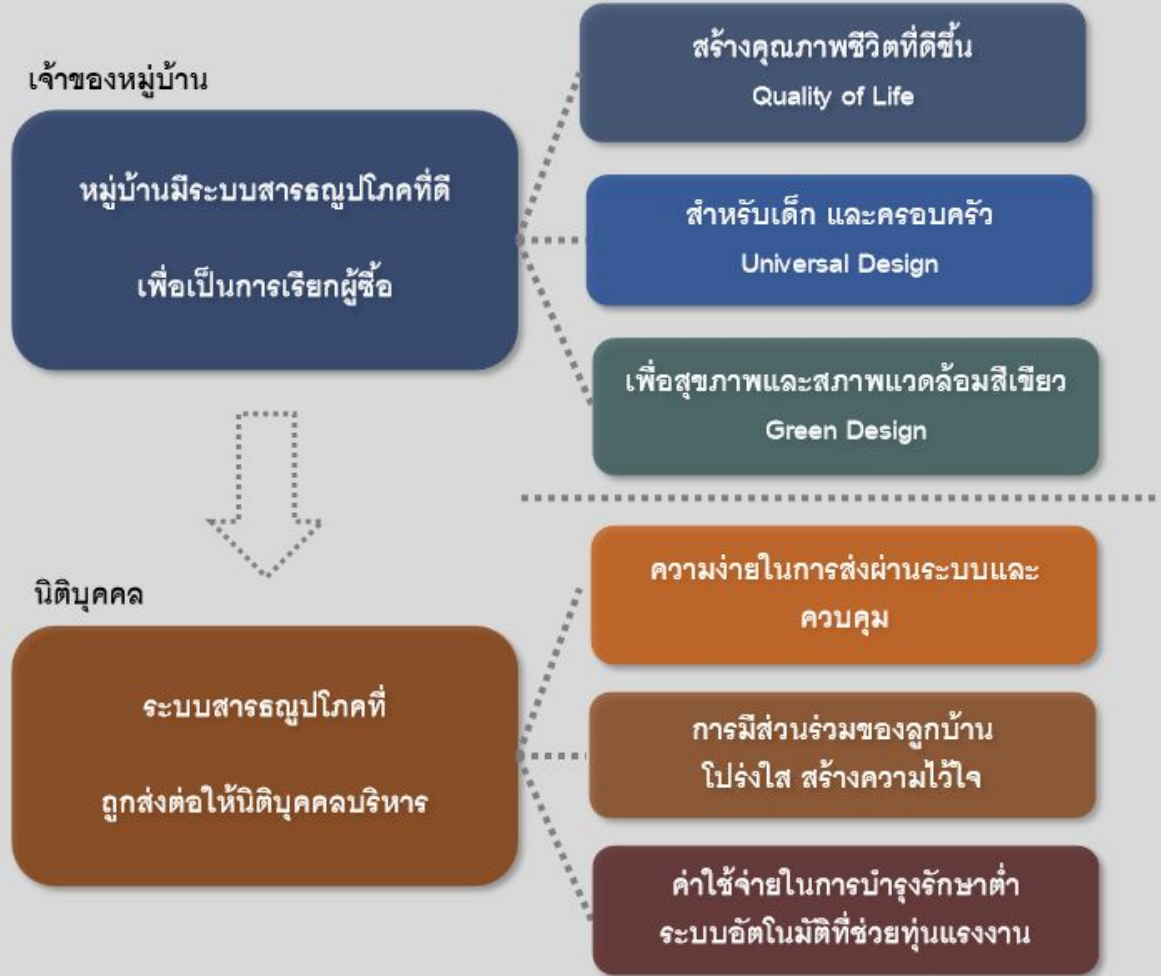 เจ้าของหมู่บ้าน
หมู่บ้านมีระบบสารธณูปโภคที่ดี
เพื่อเป็นการเรียกผู้ซื้อ
สร้างคุณภาพชีวิตที่ดีขึ้น
Quality of Life
สำหรับเด็ก และครอบครัว
Universal Design
เพื่อสุขภาพและสภาพแวดล้อมสีเขียว
Green Design
นิติบุคคล
ระบบสารธณูปโภคที่
ถูกส่งต่อให้นิติบุคคลบริหาร
ความง่ายในการส่งผ่านระบบและ
ควบคุม
การมีส่วนร่วมของลูกบ้าน
โปร่งใส สร้างความไว้ใจ
ค่าใช้จ่ายในการบำรุงรักษาต่ำ
ระบบอัตโนมัติที่ช่วยทุ่นแรงงาน